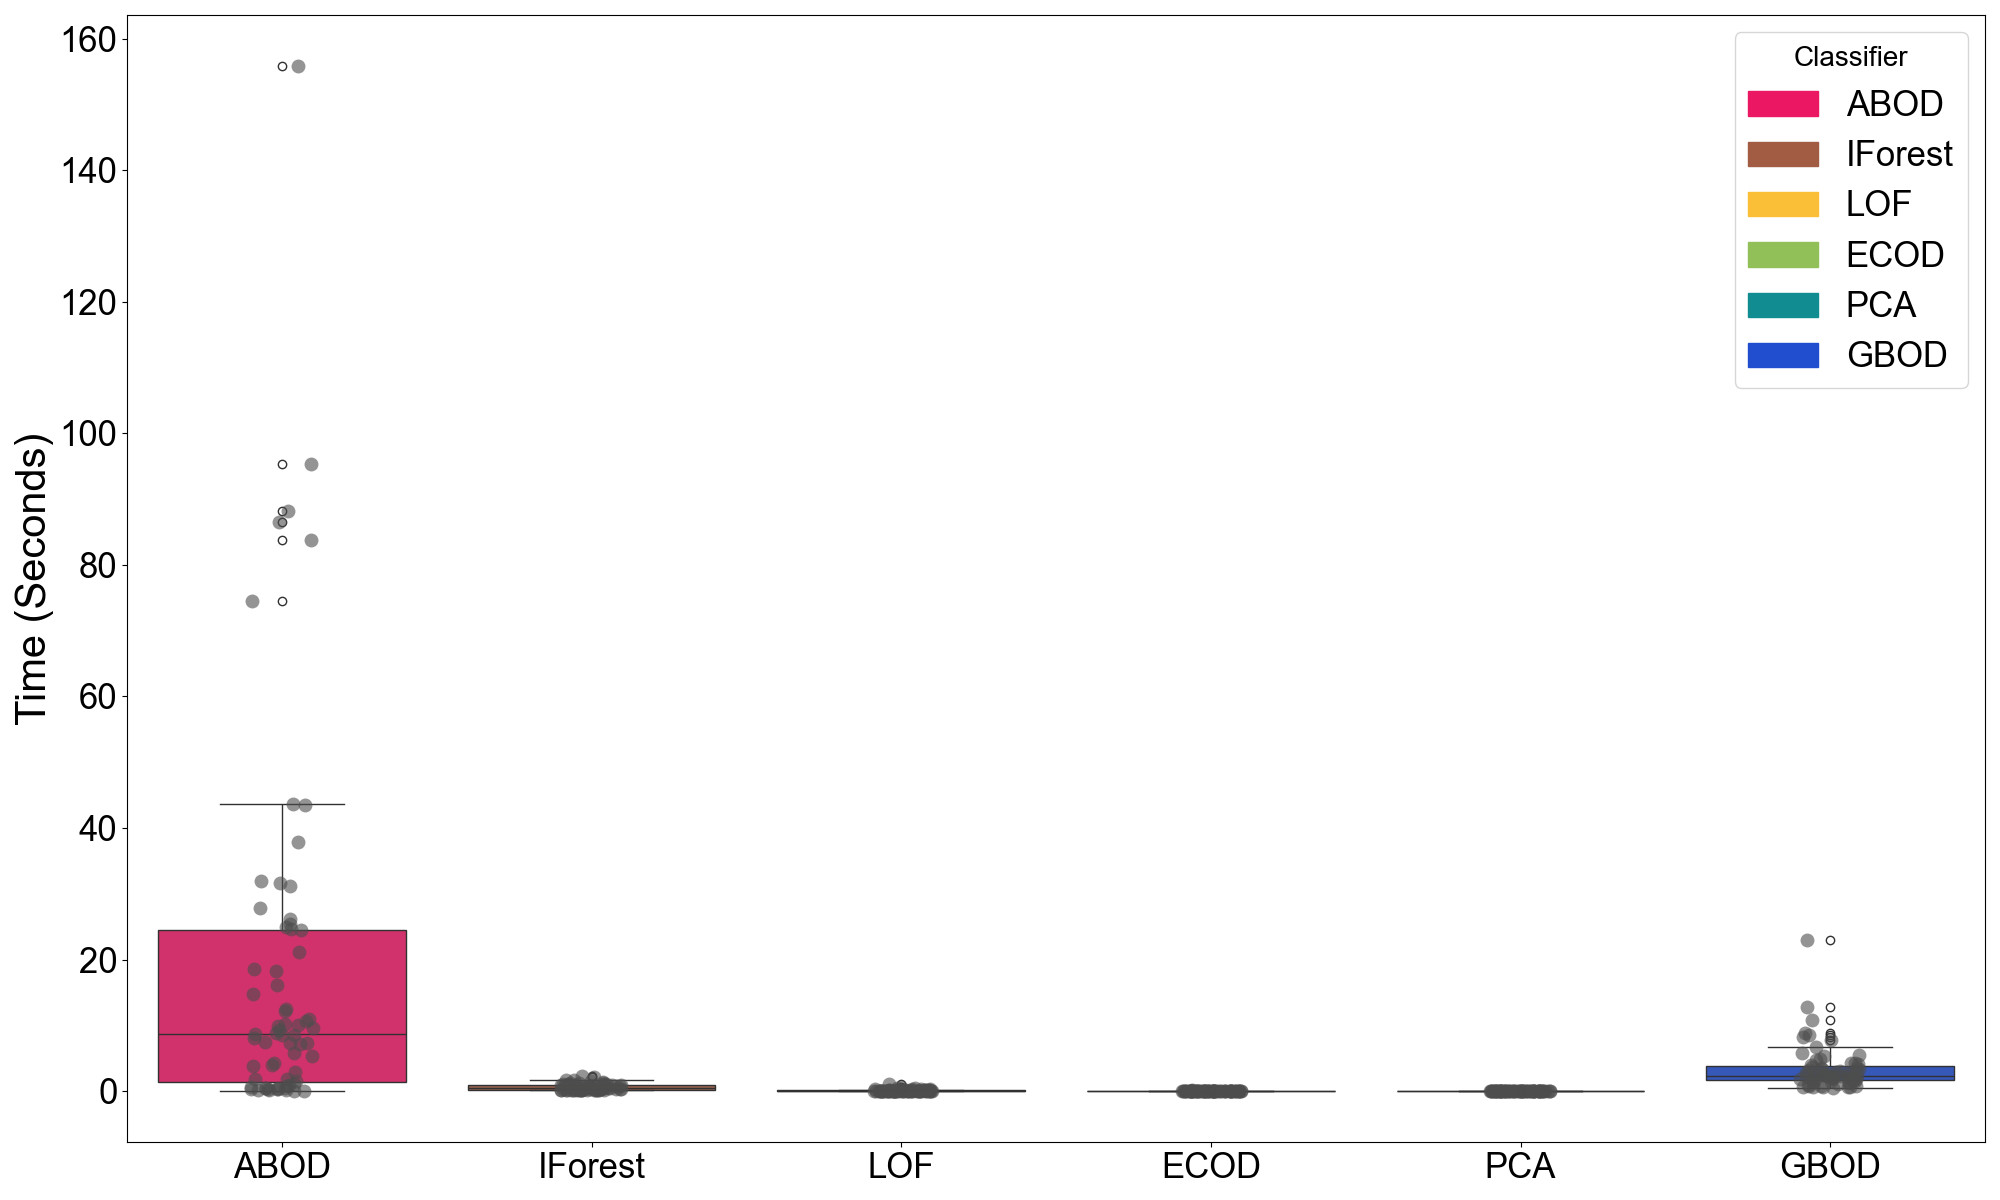 Time (Seconds)
160
140
120
100
80
60
40
20
0
ABOD
IForest
LOF
ECOD
PCA
GBOD
Classifier
ABOD
IForest
LOF
ECOD
PCA
GBOD